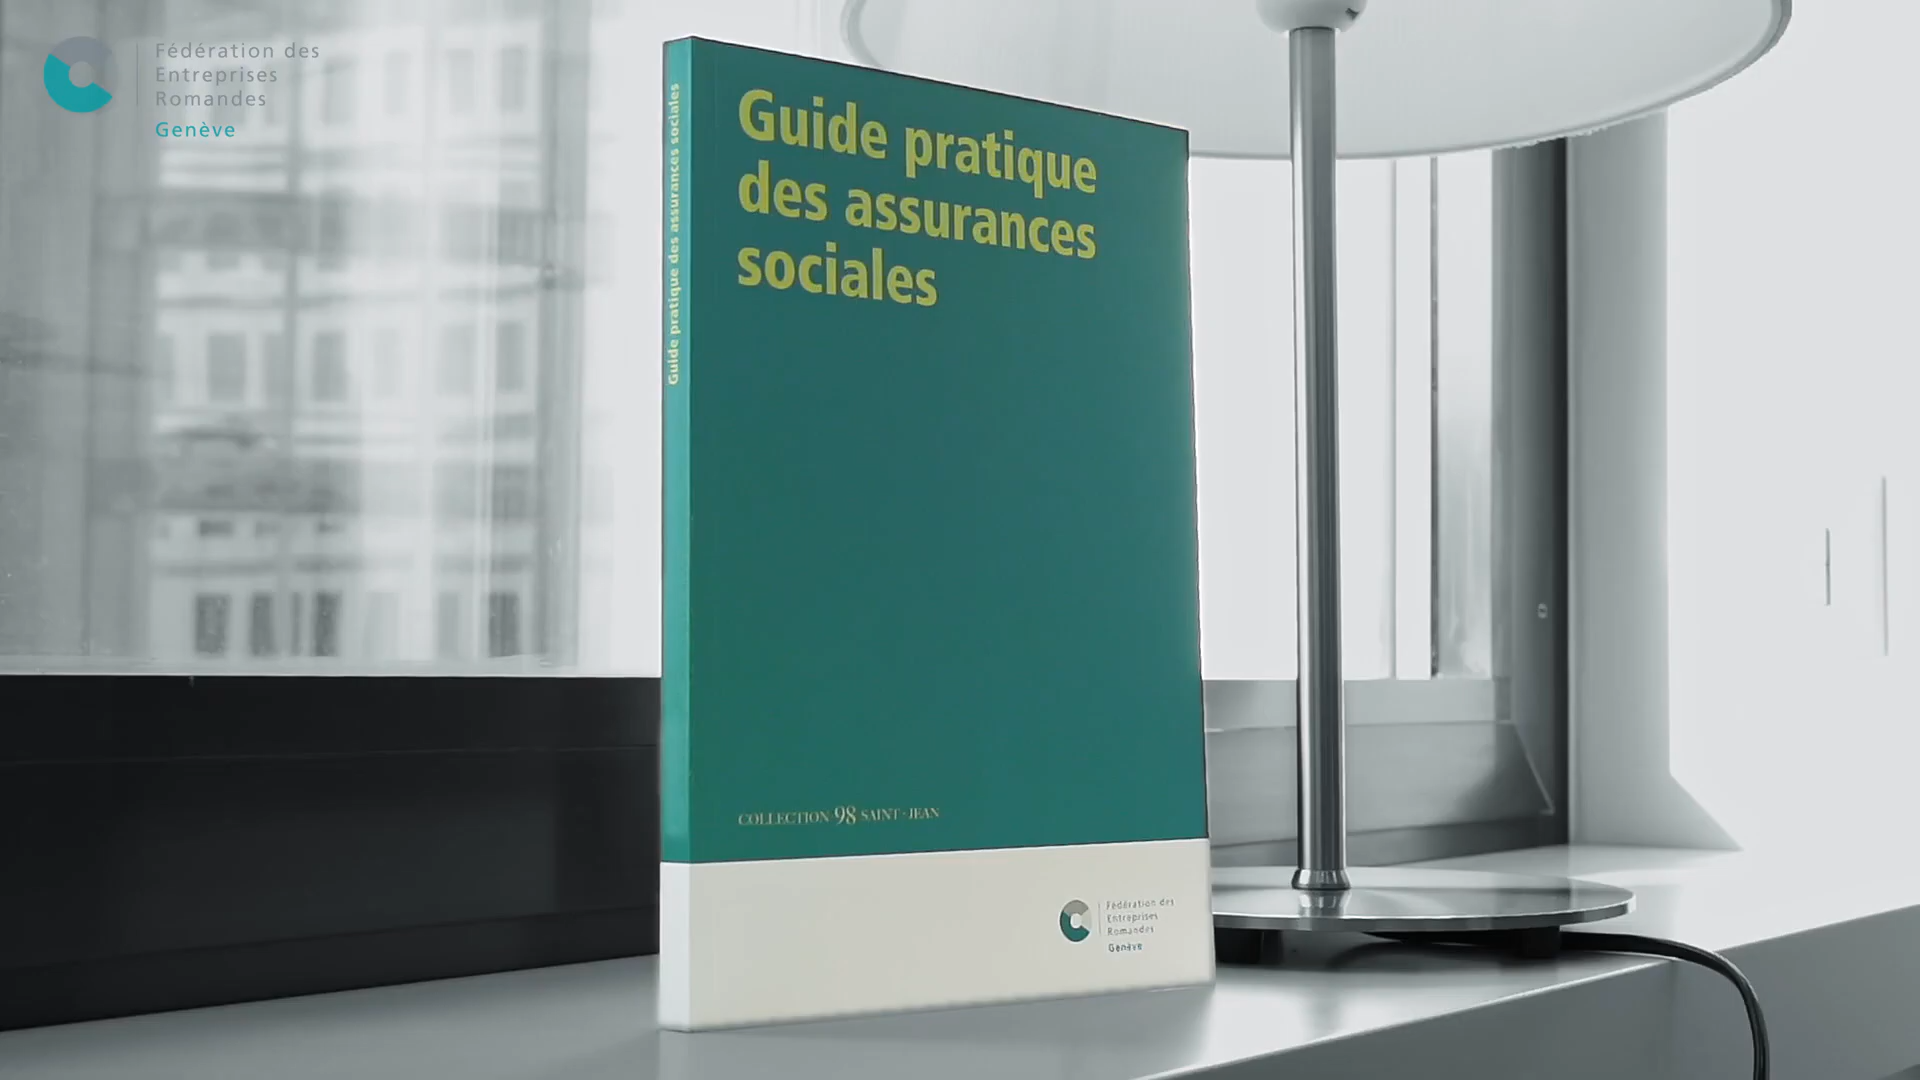 Fédération des
Entreprises
Romandes
Genève
Guide pratique des assurances sociales
Guide pratique
des assurances
sociales
COLLECTION 98 SAINT-JEAN
Fédération des
Entreprises
Romandes
Genève